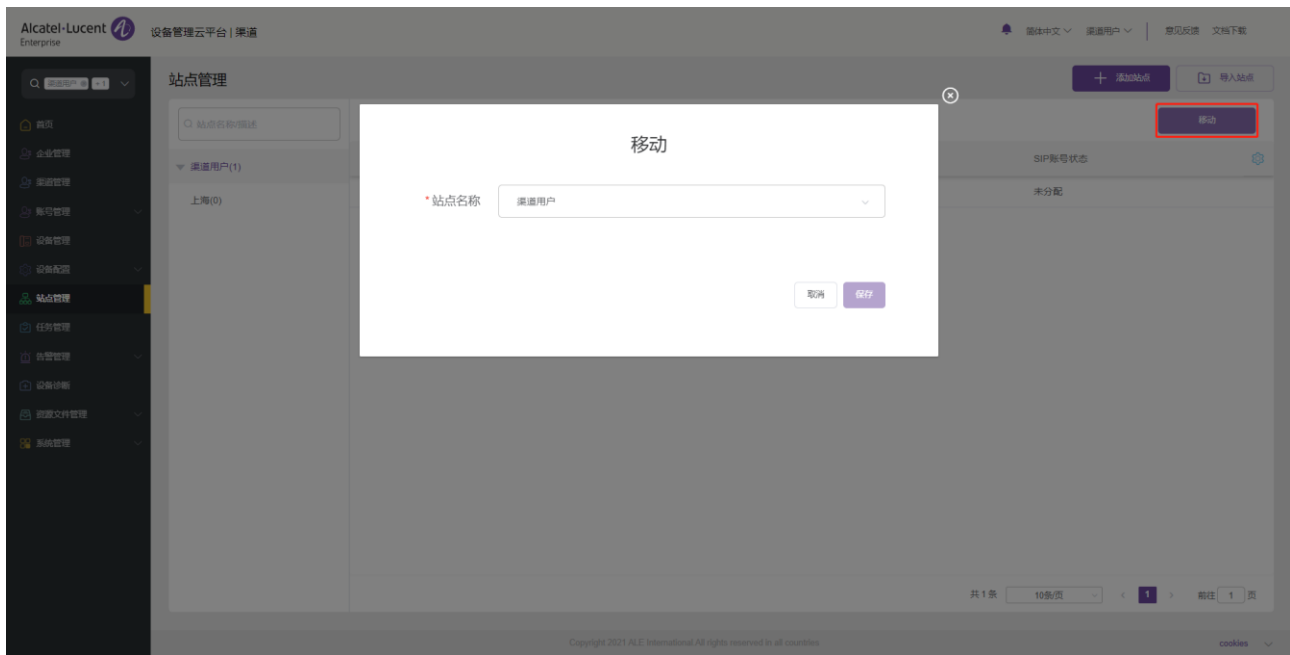 Alcatel·Lucent
Enterprise
设备管理云平台 | 渠道
简体中文
渠道用户
意见反馈
文档下载
渠道用户
+1
站点管理
添加站点
导入站点
首页
企业管理
渠道管理
账号管理
设备管理
设备配置
站点管理
任务管理
告警管理
设备诊断
资源文件管理
系统管理
站点名称/描述
渠道用户(1)
上海(0)
移动
SIP账号状态
未分配
移动
*站点名称
渠道用户
取消
保存
共 1 条
10条/页
1
前往 1 页
Copyright 2021 ALE International.All rights reserved in all countries
cookies